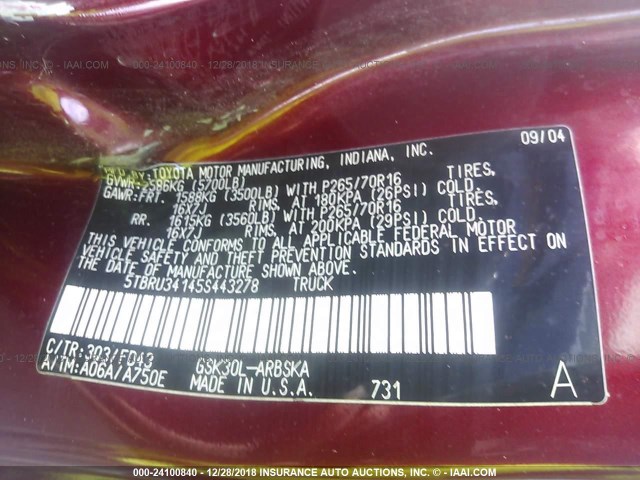 000-24100840 - 12/28/2018 INSURANCE AUTO AUCTIONS, INC. - IAAI.COM
09/04
MFD.BY:TOYOTA MOTOR MANUFACTURING, INDIANA, INC.
GVWR: 2586KG (5700LB)
GAWR:FRT. 1588KG (3500LB) WITH P265/70R16 TIRES,
16X7J RIMS, AT 180KPA (26PSI) COLD.
RR. 1615KG (3560LB) WITH P265/70R16 TIRES,
16X7J RIMS, AT 200KPA (29PSI) COLD.
THIS VEHICLE CONFORMS TO ALL APPLICABLE FEDERAL MOTOR
VEHICLE SAFETY AND THEFT PREVENTION STANDARDS IN EFFECT ON
THE DATE OF MANUFACTURE SHOWN ABOVE.
5TBRU34145S443278 TRUCK
C/TR: GSK30L-ARBSKA
A/TM: A06A/A750E MADE IN U.S.A. 731 A
000-24100840 - 12/28/2018 INSURANCE AUTO AUCTIONS, INC. - IAAI.COM